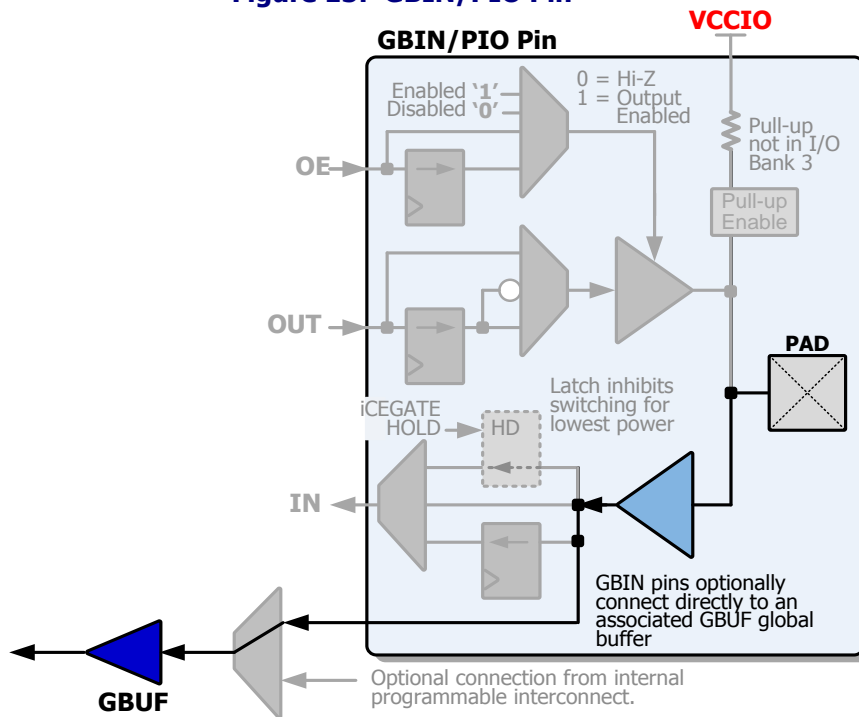 VCCIO
GBIN/PIO Pin
Enabled ‘1’
Disabled ‘0’
0 = Hi-Z
1 = Output
Enabled
Pull-up
not in I/O
Bank 3
OE
Pull-up
Enable
OUT
PAD
iCEGATE
HOLD
HD
Latch inhibits
switching for
lowest power
IN
GBIN pins optionally
connect directly to an
associated GBUF global
buffer
GBUF
Optional connection from internal
programmable interconnect.